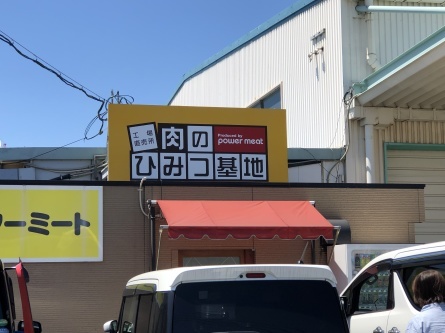 工場
直売所
肉の
Produced by
power meat
ひみつ基地
ーミート